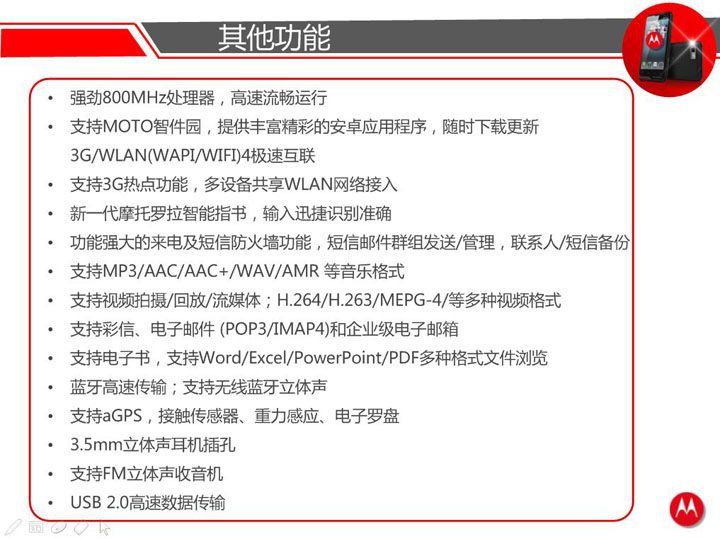 其他功能
• 强劲800MHz处理器，高速流畅运行
• 支持MOTO智件园，提供丰富精彩的安卓应用程序，随时下载更新
3G/WLAN(WAPI/WIFI)4极速互联
• 支持3G热点功能，多设备共享WLAN网络接入
• 新一代摩托罗拉智能指书，输入迅捷识别准确
• 功能强大的来电及短信防火墙功能，短信邮件群组发送/管理，联系人/短信备份
• 支持MP3/AAC/AAC+/WAV/AMR 等音乐格式
• 支持视频拍摄/回放/流媒体；H.264/H.263/MEPG-4/等多种视频格式
• 支持彩信、电子邮件 (POP3/IMAP4)和企业级电子邮箱
• 支持电子书，支持Word/Excel/PowerPoint/PDF多种格式文件浏览
• 蓝牙高速传输；支持无线蓝牙立体声
• 支持aGPS，接触传感器、重力感应、电子罗盘
• 3.5mm立体声耳机插孔
• 支持FM立体声收音机
• USB 2.0高速数据传输